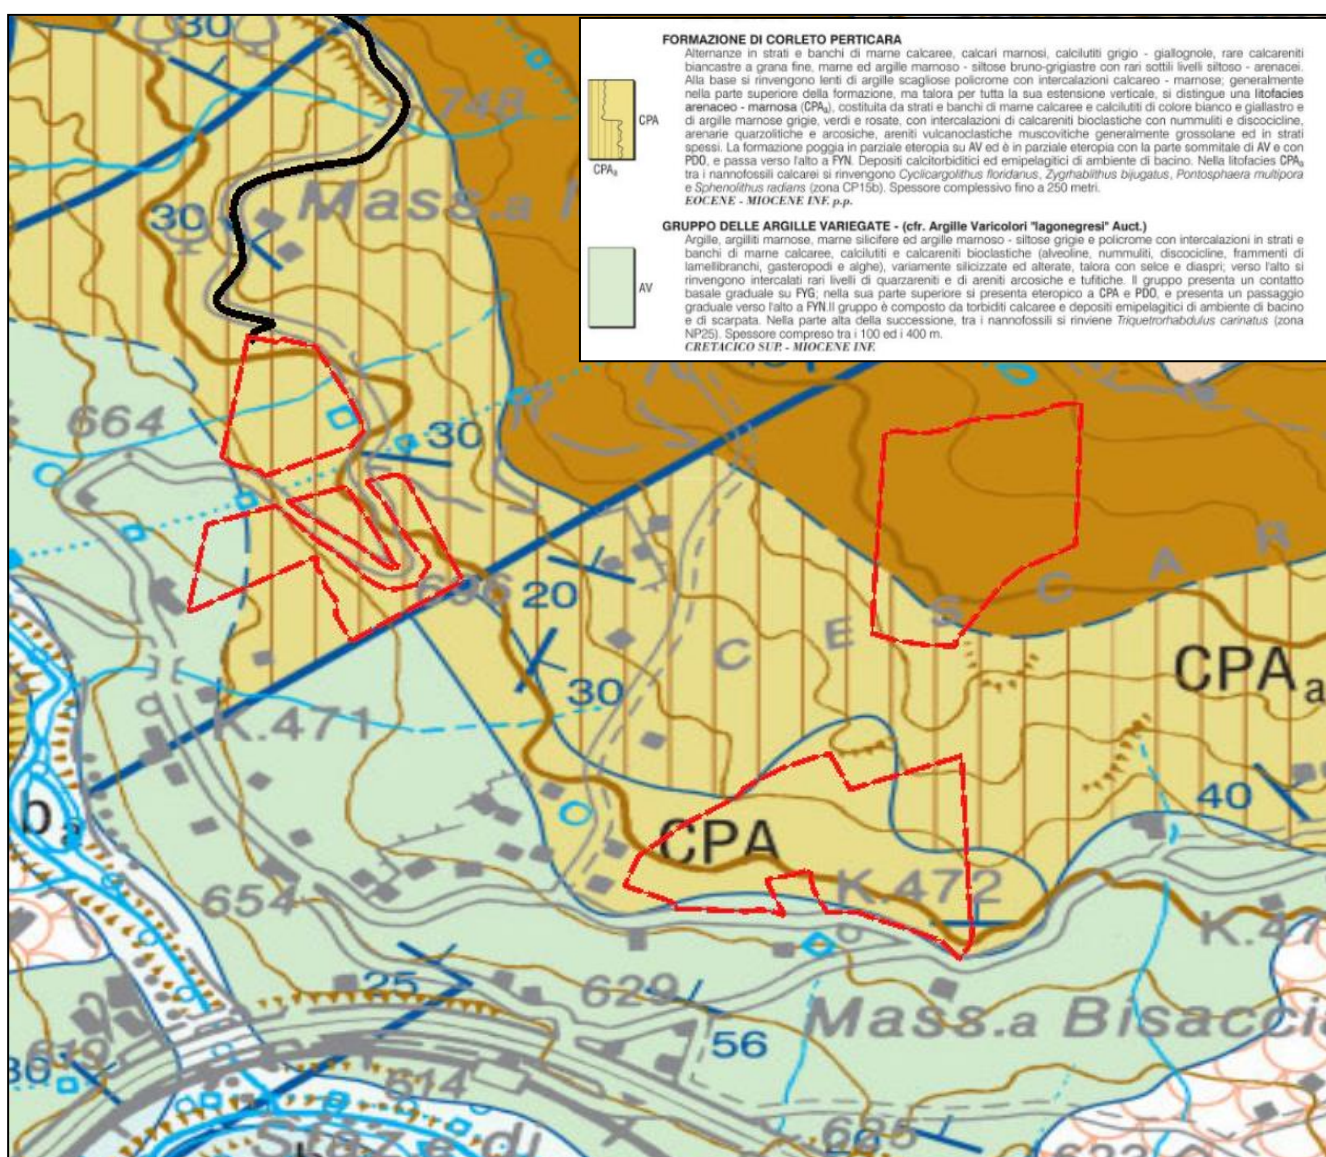 FORMAZIONE DI CORLETO PERTICARA
Alternanze in strati e banchi di marne calcaree, calcari marnosi, calcilutiti grigio - giallognole, rare calcareniti
biancastre a grana fine, marne ed argille marnoso - siltose bruno-grigiastre con rari sottili livelli siltoso - arenacei.
Alla base si rinvengono lenti di argille scagliose policrome con intercalazioni calcareo - marnose; generalmente
nella parte superiore della formazione, ma talora per tutta la sua estensione verticale, si distingue una litofacies
arenaceo - marnosa (CPAa), costituita da strati e banchi di marne calcaree e calcilutiti di colore bianco e giallastro e
di argille marnose grigie, verdi e rosate, con intercalazioni di calcareniti bioclastiche con nummuliti e discocicline,
arenarie quarzolitiche e arcosiche, areniti vulcanoclastiche muscovitiche generalmente grossolane ed in strati
spessi. La formazione poggia in parziale eteropia su AV ed è in parziale eteropia con la parte sommitale di AV e con
PDO, e passa verso l'alto a FYN. Depositi calcitorbiditici ed emipelagitici di ambiente di bacino. Nella litofacies CPAa
tra i nannofossili calcarei si rinvengono Cyclicargolithus floridanus, Zygrhablithus bijugatus, Pontosphaera multipora
e Sphenolithus radians (zona CP15b). Spessore complessivo fino a 250 metri.
EOCENE - MIOCENE INF. p.p.
CPA
CPAa
GRUPPO DELLE ARGILLE VARIEGATE - (cfr. Argille Varicolori "lagonegresi" Auct.)
Argille, argilliti marnose, marne silicifere ed argille marnoso - siltose grigie e policrome con intercalazioni in strati e
banchi di marne calcaree, calcilutiti e calcareniti bioclastiche (alveoline, nummuliti, discocicline, frammenti di
lamellibranchi, gasteropodi e alghe), variamente silicizzate ed alterate, talora con selce e diaspri; verso l'alto si
rinvengono intercalati rari livelli di quarzareniti e di areniti arcosiche e tufitiche. Il gruppo presenta un contatto
basale graduale su FYG; nella sua parte superiore si presenta eteropico a CPA e PDO, e presenta un passaggio
graduale verso l'alto a FYN.Il gruppo è composto da torbiditi calcaree e depositi emipelagitici di ambiente di bacino
e di scarpata. Nella parte alta della successione, tra i nannofossili si rinviene Triquetrorhabdulus carinatus (zona
NP25). Spessore compreso tra i 100 ed i 400 m.
CRETACICO SUP. - MIOCENE INF.
AV
30
748
30
Mass.a
664
30
696
20
C E S C A R
30
CPAa
K.471
40
ba
CPA
K.472
654
K.47
25
629
Mass.a Bisaccia
56
619
30
614
Staz.e di
685
20
623